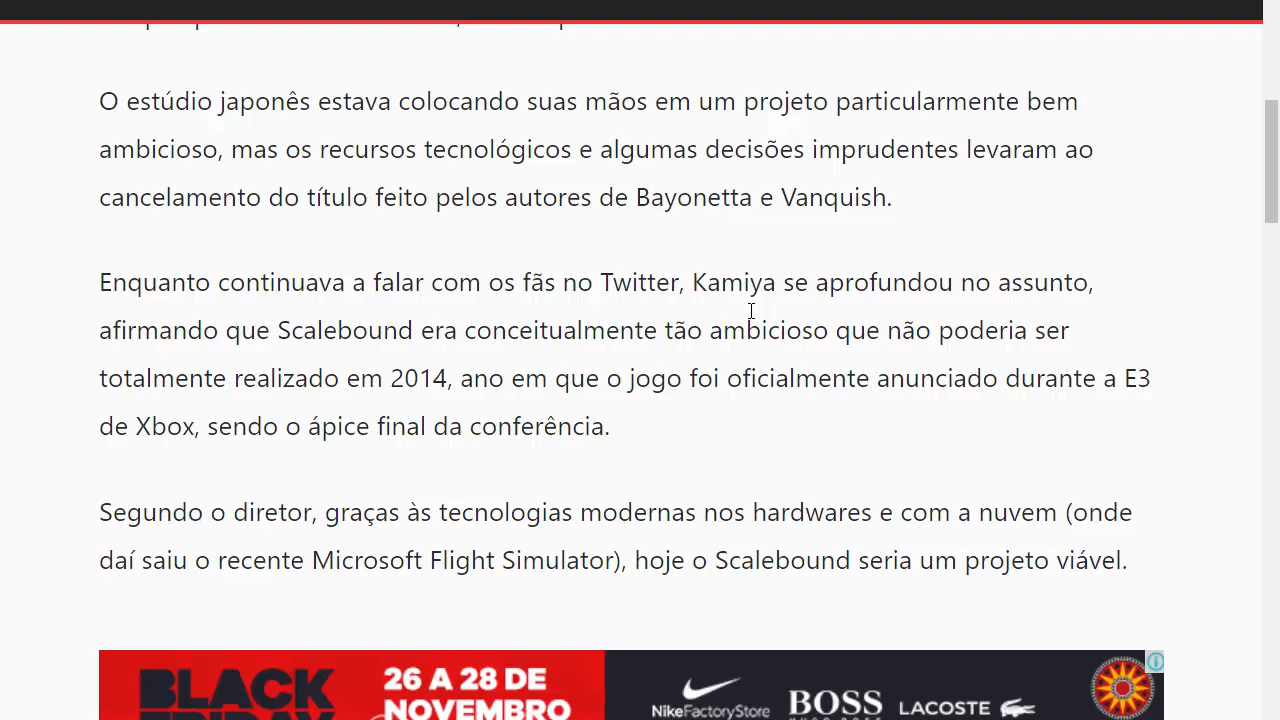 O estúdio japonês estava colocando suas mãos em um projeto particularmente bem
ambicioso, mas os recursos tecnológicos e algumas decisões imprudentes levaram ao
cancelamento do título feito pelos autores de Bayonetta e Vanquish.
Enquanto continuava a falar com os fãs no Twitter, Kamiya se aprofundou no assunto,
afirmando que Scalebound era conceitualmente tão ambicioso que não poderia ser
totalmente realizado em 2014, ano em que o jogo foi oficialmente anunciado durante a E3
de Xbox, sendo o ápice final da conferência.
Segundo o diretor, graças às tecnologias modernas nos hardwares e com a nuvem (onde
daí saiu o recente Microsoft Flight Simulator), hoje o Scalebound seria um projeto viável.
BLACK
FRIDAY
26 A 28 DE
NOVEMBRO
NikeFactoryStore
BOSS
LACOSTE